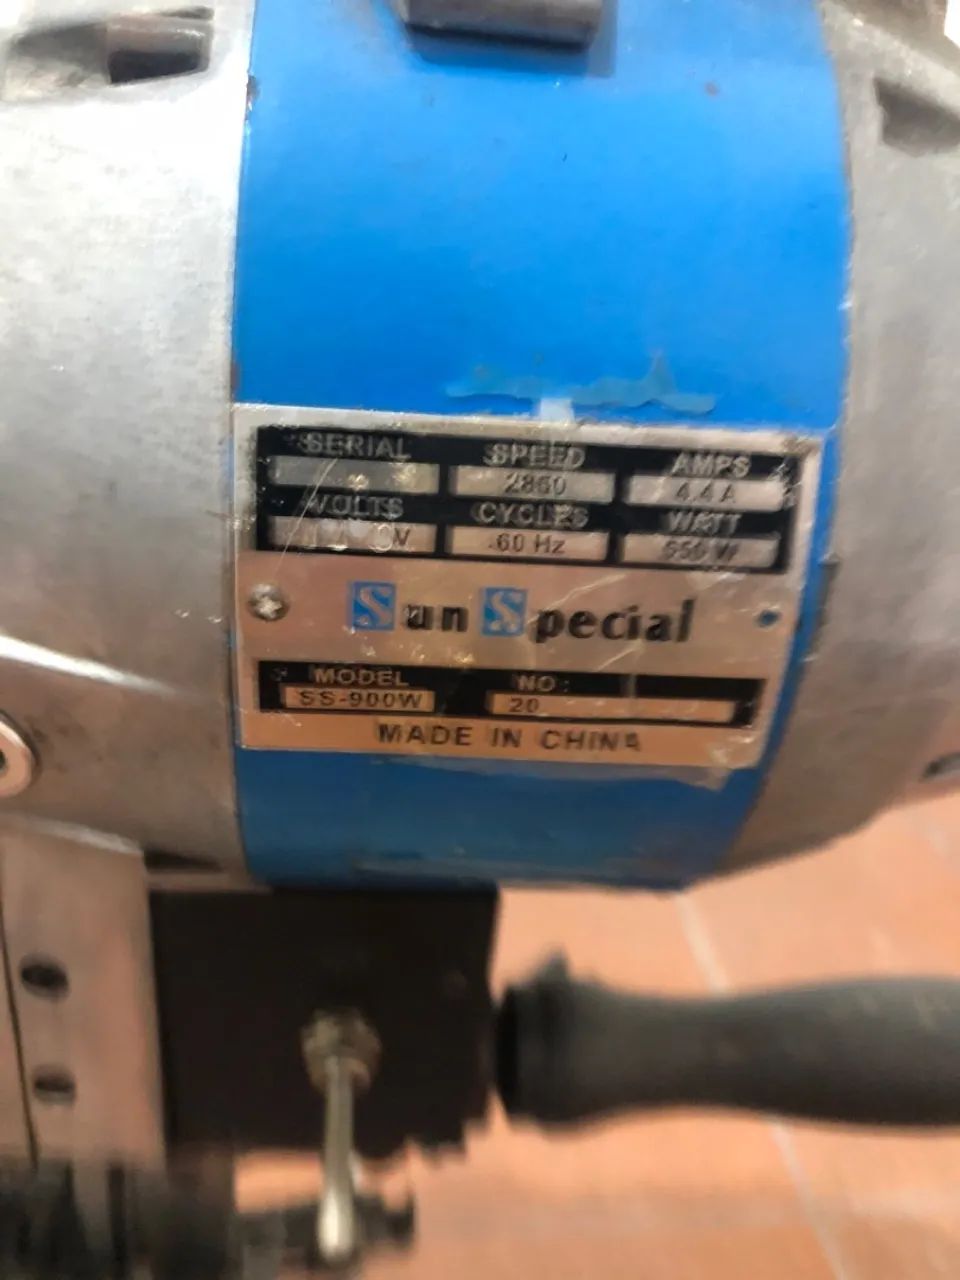 SERIAL SPEED AMPS
2860 4.4 A
VOLTS CYCLES WATT
60 Hz 550 W
Sun Special
MODEL NO:
SS-900W 20
MADE IN CHINA